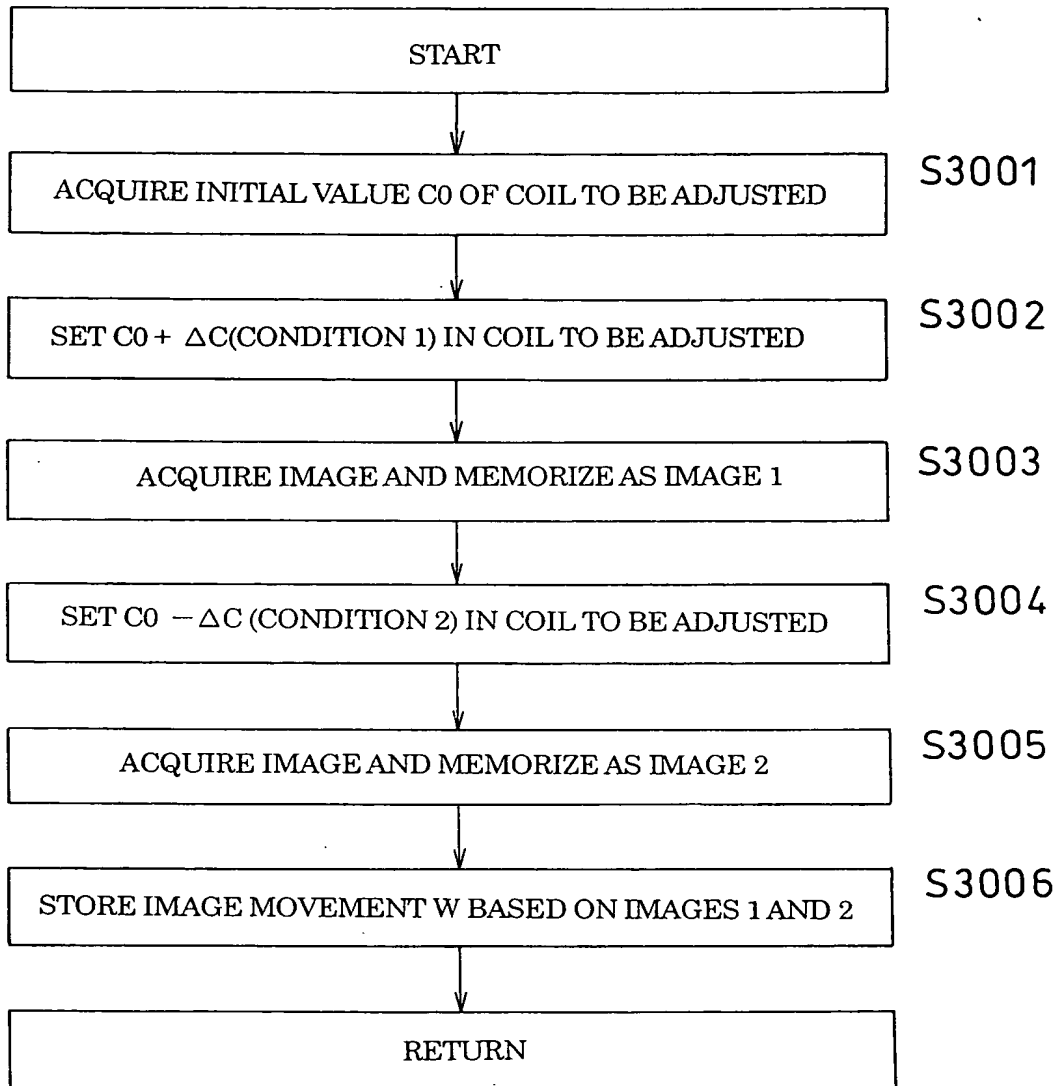 START
ACQUIRE INITIAL VALUE C0 OF COIL TO BE ADJUSTED
S3001
SET C0 + ΔC(CONDITION 1) IN COIL TO BE ADJUSTED
S3002
ACQUIRE IMAGE AND MEMORIZE AS IMAGE 1
S3003
SET C0 －ΔC (CONDITION 2) IN COIL TO BE ADJUSTED
S3004
ACQUIRE IMAGE AND MEMORIZE AS IMAGE 2
S3005
STORE IMAGE MOVEMENT W BASED ON IMAGES 1 AND 2
S3006
RETURN